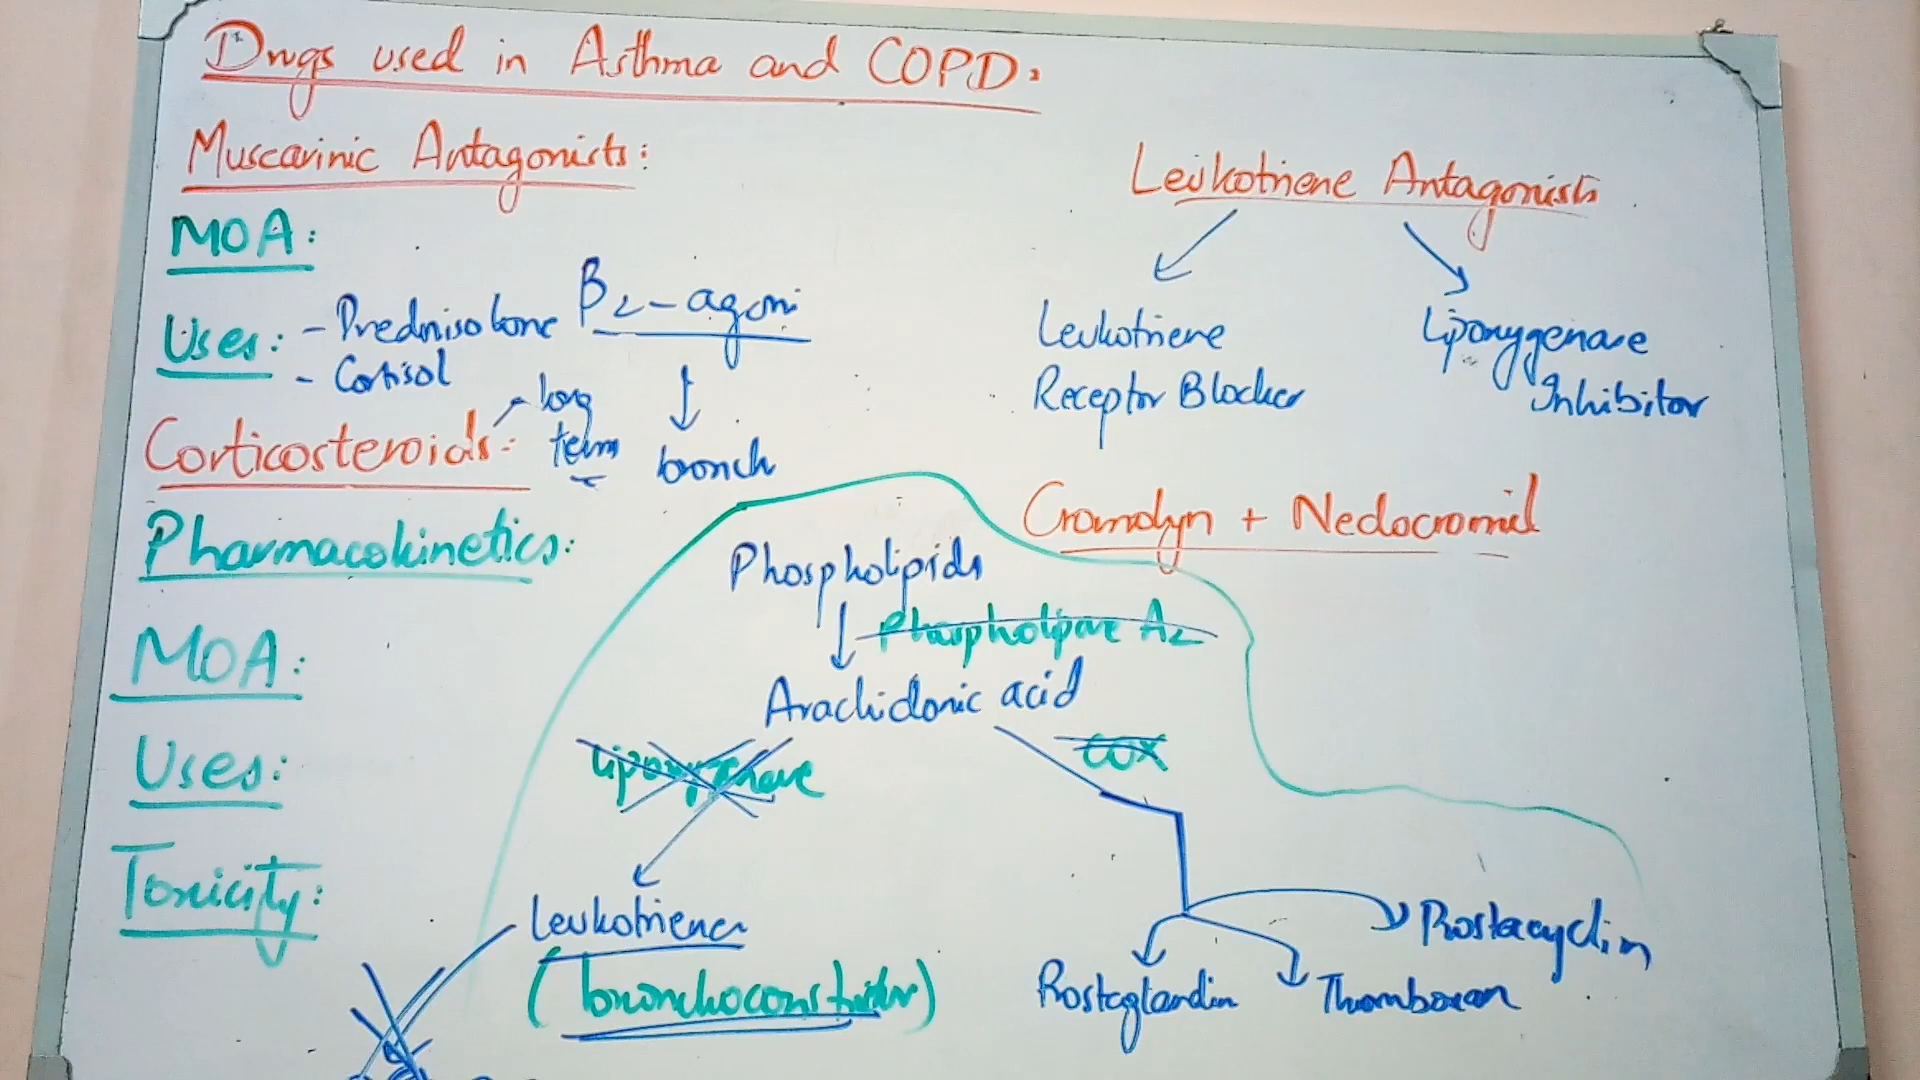 Drugs used in Asthma and COPD:
Muscarinic Antagonists:
MOA:
Uses: - Prednisolone
- Cortisol
B2-agoni
bronch
Corticosteroids:
long
term
Pharmacokinetics:
MOA:
Uses:
Toxicity:
Leukotriene Antagonists
Leukotriene
Receptor Blocker
Lipoxygenase
Inhibitor
Cromolyn + Nedocromil
Phospholipids
Phospholipase A2
Arachidonic acid
Lipoxygenase
COX
Leukotrienes
(bronchoconstrictor)
Prostacyclin
Prostaglandin
Thromboxan